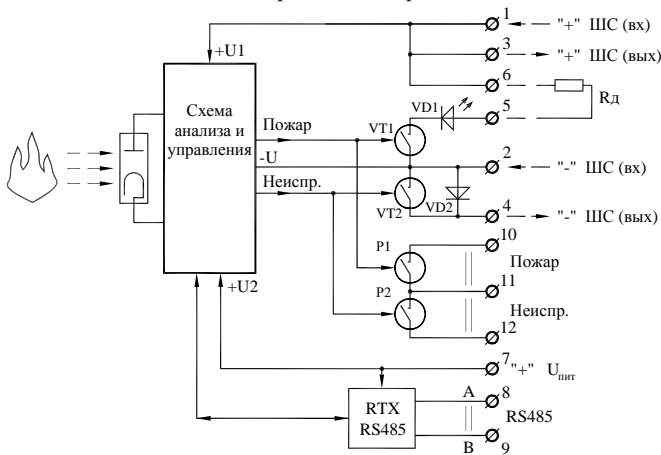 1 "+" ШС (вх)
+U1
3 "+" ШС (вых)
6
Rд
VD1 5
Схема
анализа и
управления
Пожар
VT1
-U
2 "-" ШС (вх)
Неиспр.
VT2
VD2
4 "-" ШС (вых)
10
P1
Пожар
11
+U2
P2
Неиспр.
12
7 "+" Uпит
A 8
RTX
RS485
RS485
B 9